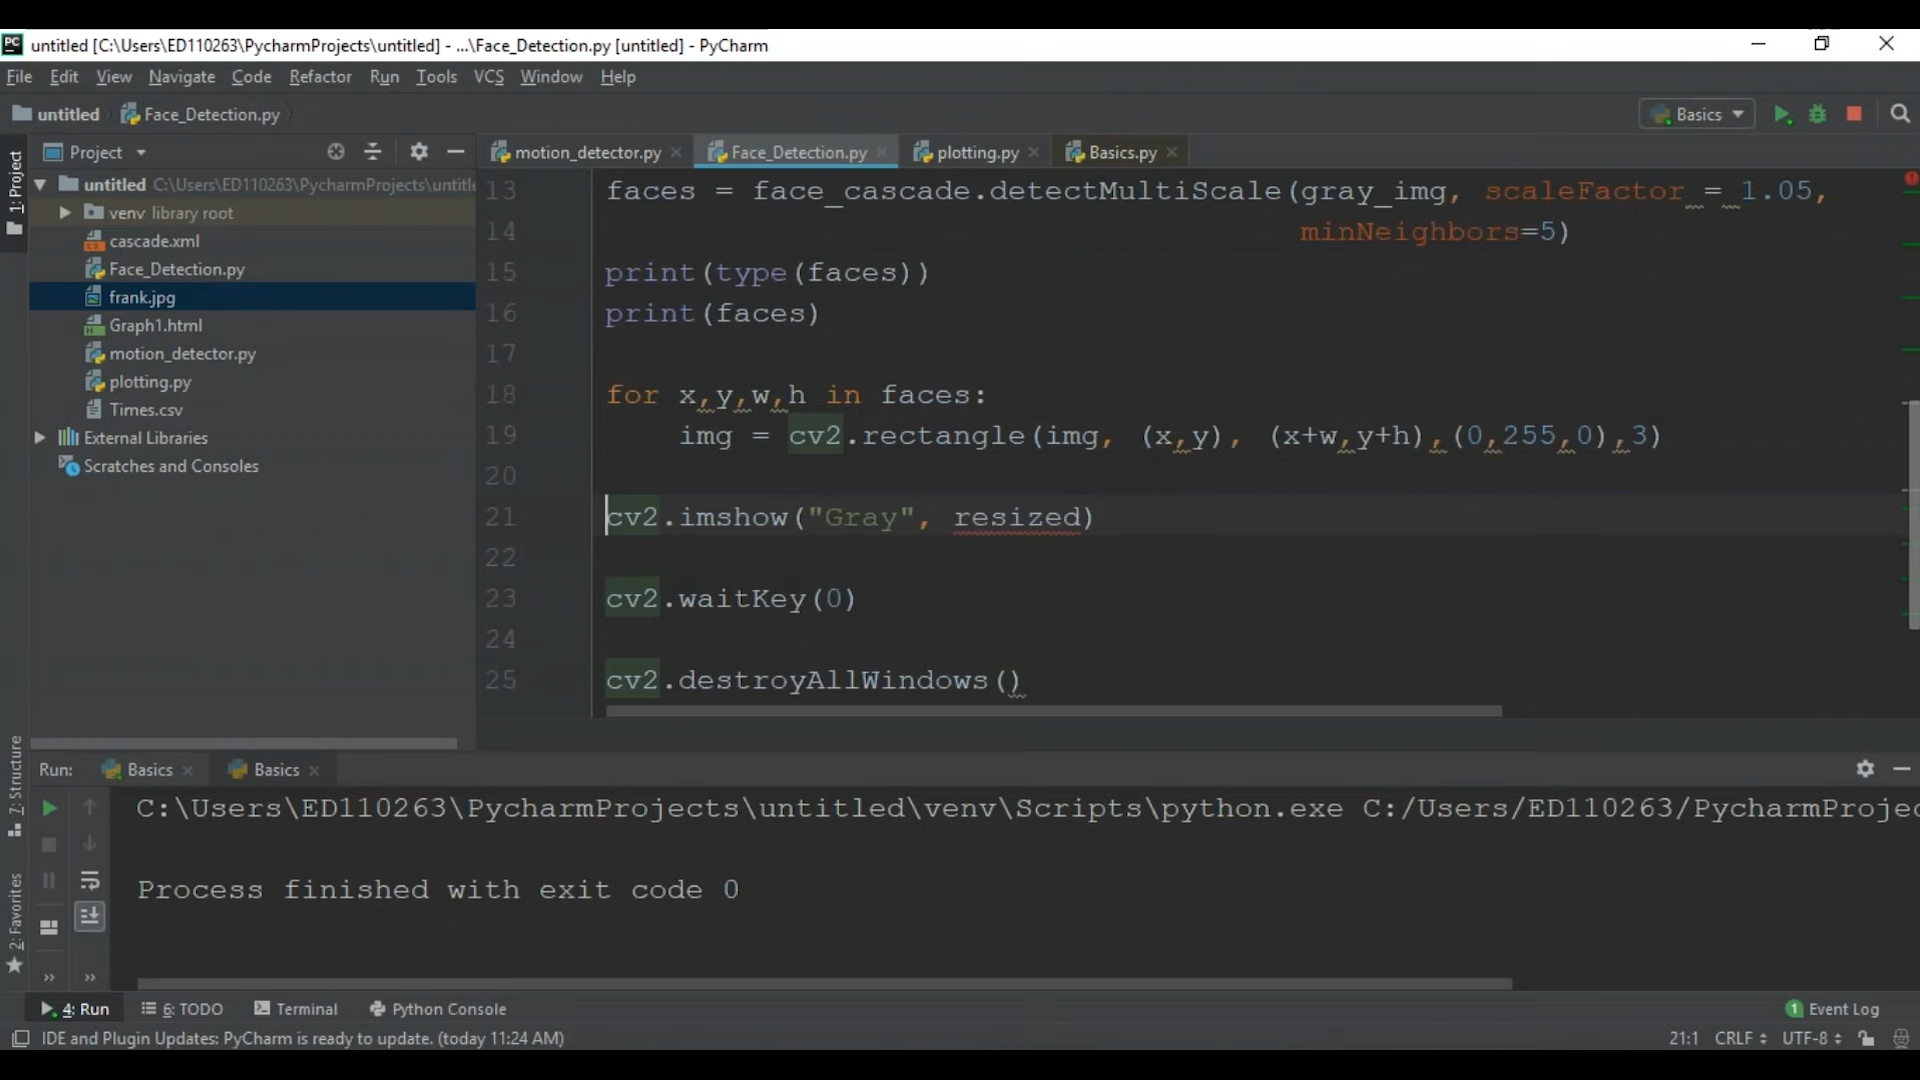 untitled [C:\Users\ED110263\PycharmProjects\untitled] - ...\Face_Detection.py [untitled] - PyCharm
File Edit View Navigate Code Refactor Run Tools VCS Window Help
untitled Face_Detection.py Basics
1: Project
Project
motion_detector.py Face_Detection.py plotting.py Basics.py
untitled C:\Users\ED110263\PycharmProjects\untitl
venv library root
cascade.xml
Face_Detection.py
frank.jpg
Graph1.html
motion_detector.py
plotting.py
Times.csv
External Libraries
Scratches and Consoles
13 faces = face_cascade.detectMultiScale(gray_img, scaleFactor = 1.05,
14 minNeighbors=5)
15 print(type(faces))
16 print(faces)
17
18 for x,y,w,h in faces:
19 img = cv2.rectangle(img, (x,y), (x+w,y+h),(0,255,0),3)
20
21 cv2.imshow("Gray", resized)
22
23 cv2.waitKey(0)
24
25 cv2.destroyAllWindows()
7: Structure
2: Favorites
Run: Basics Basics
C:\Users\ED110263\PycharmProjects\untitled\venv\Scripts\python.exe C:/Users/ED110263/PycharmProjec
Process finished with exit code 0
4: Run 6: TODO Terminal Python Console 1 Event Log
IDE and Plugin Updates: PyCharm is ready to update. (today 11:24 AM) 21:1 CRLF UTF-8